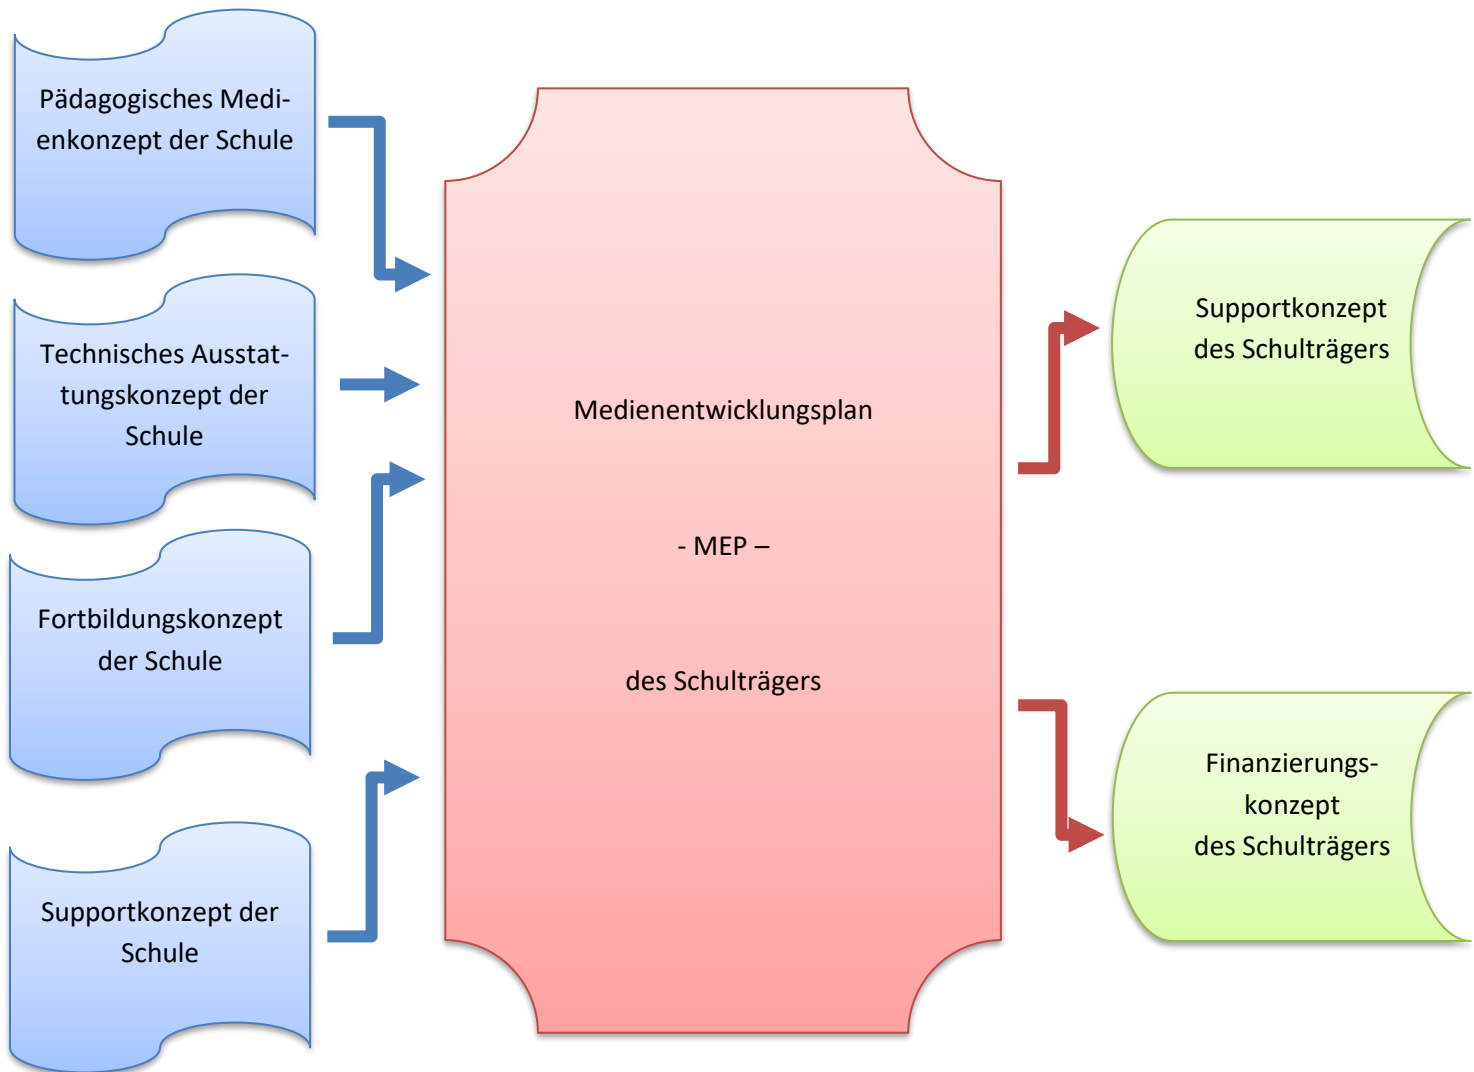 Pädagogisches Medi-
enkonzept der Schule
Technisches Ausstat-
tungskonzept der
Schule
Fortbildungskonzept
der Schule
Supportkonzept der
Schule
Medienentwicklungsplan
- MEP –
des Schulträgers
Supportkonzept
des Schulträgers
Finanzierungs-
konzept
des Schulträgers